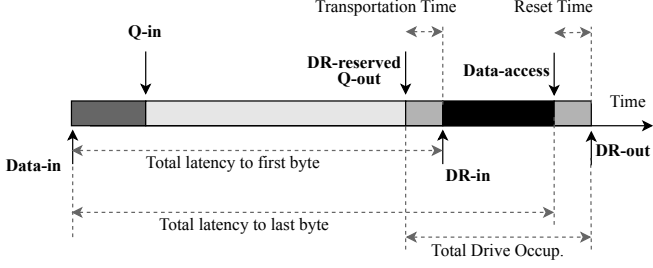 Transportation Time
Reset Time
Q-in
DR-reserved
Q-out
Data-access
Time
Data-in
Total latency to first byte
DR-in
DR-out
Total latency to last byte
Total Drive Occup.